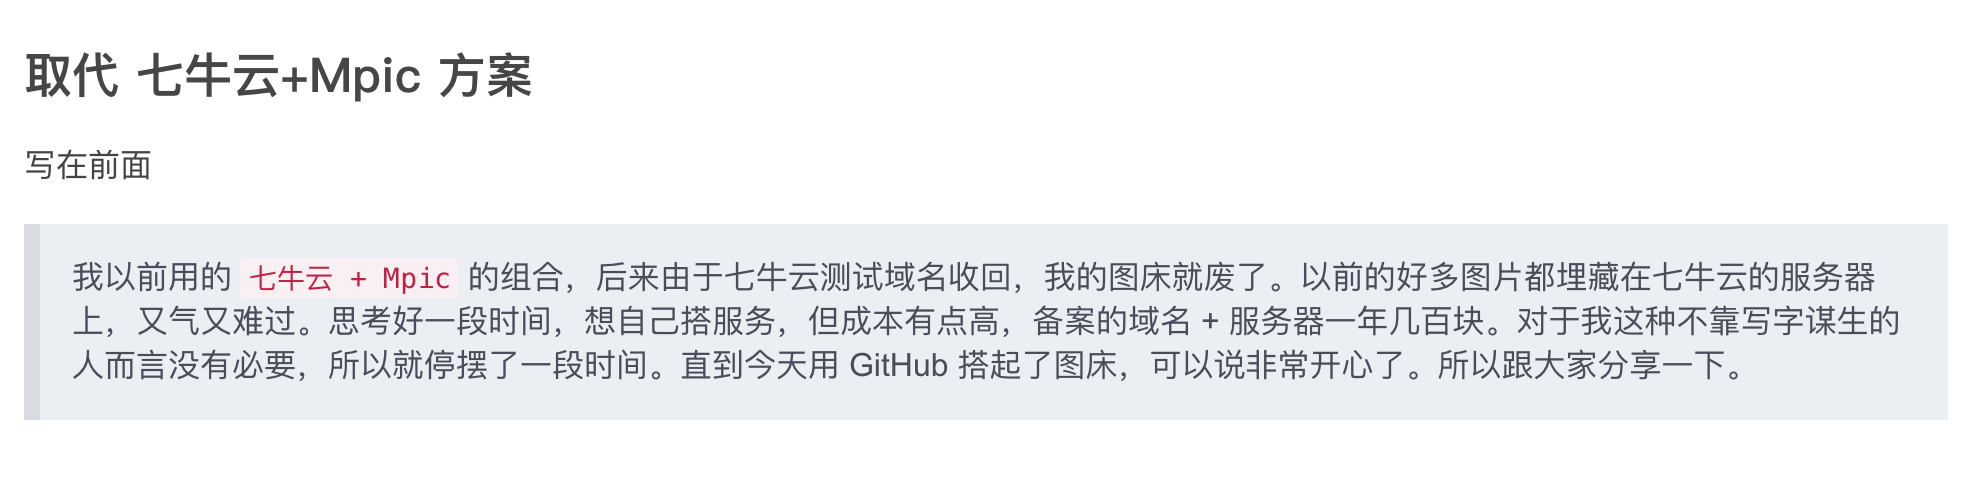 取代 七牛云+Mpic 方案
写在前面
我以前用的 七牛云 + Mpic 的组合，后来由于七牛云测试域名收回，我的图床就废了。以前的好多图片都埋藏在七牛云的服务器
上，又气又难过。思考好一段时间，想自己搭服务，但成本有点高，备案的域名 + 服务器一年几百块。对于我这种不靠写字谋生的
人而言没有必要，所以就停摆了一段时间。直到今天用 GitHub 搭起了图床，可以说非常开心了。所以跟大家分享一下。